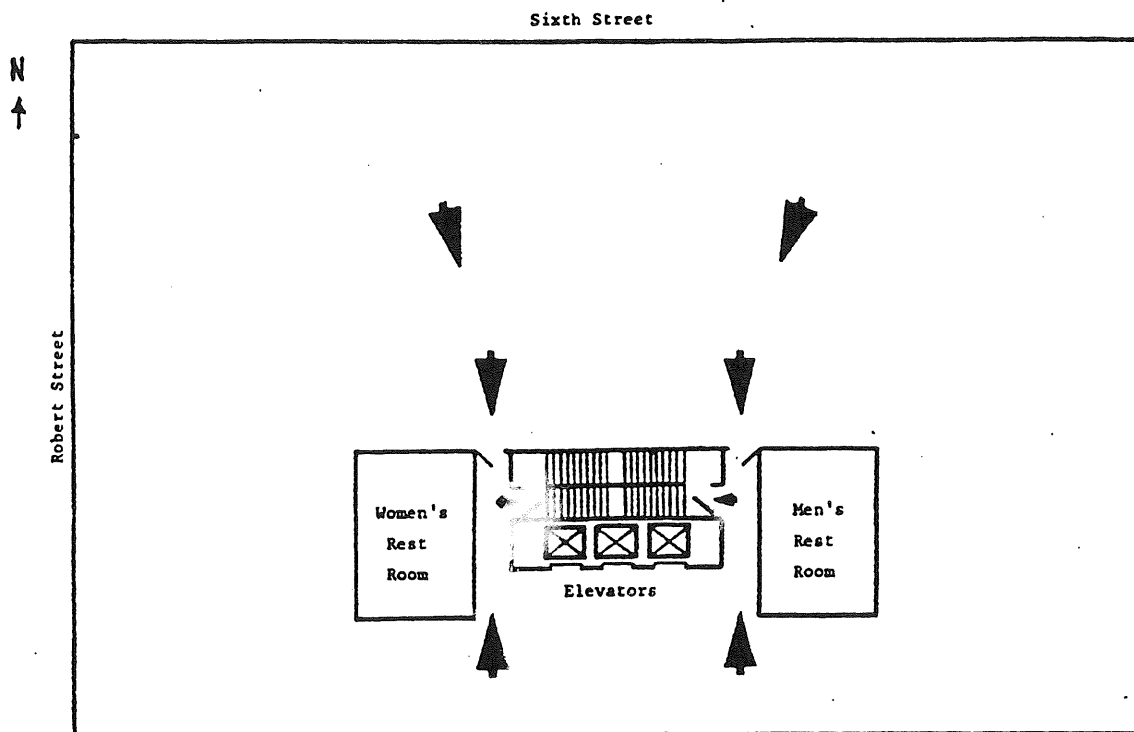 Sixth Street
N
Robert Street
Women's
Rest
Room
Men's
Rest
Room
Elevators